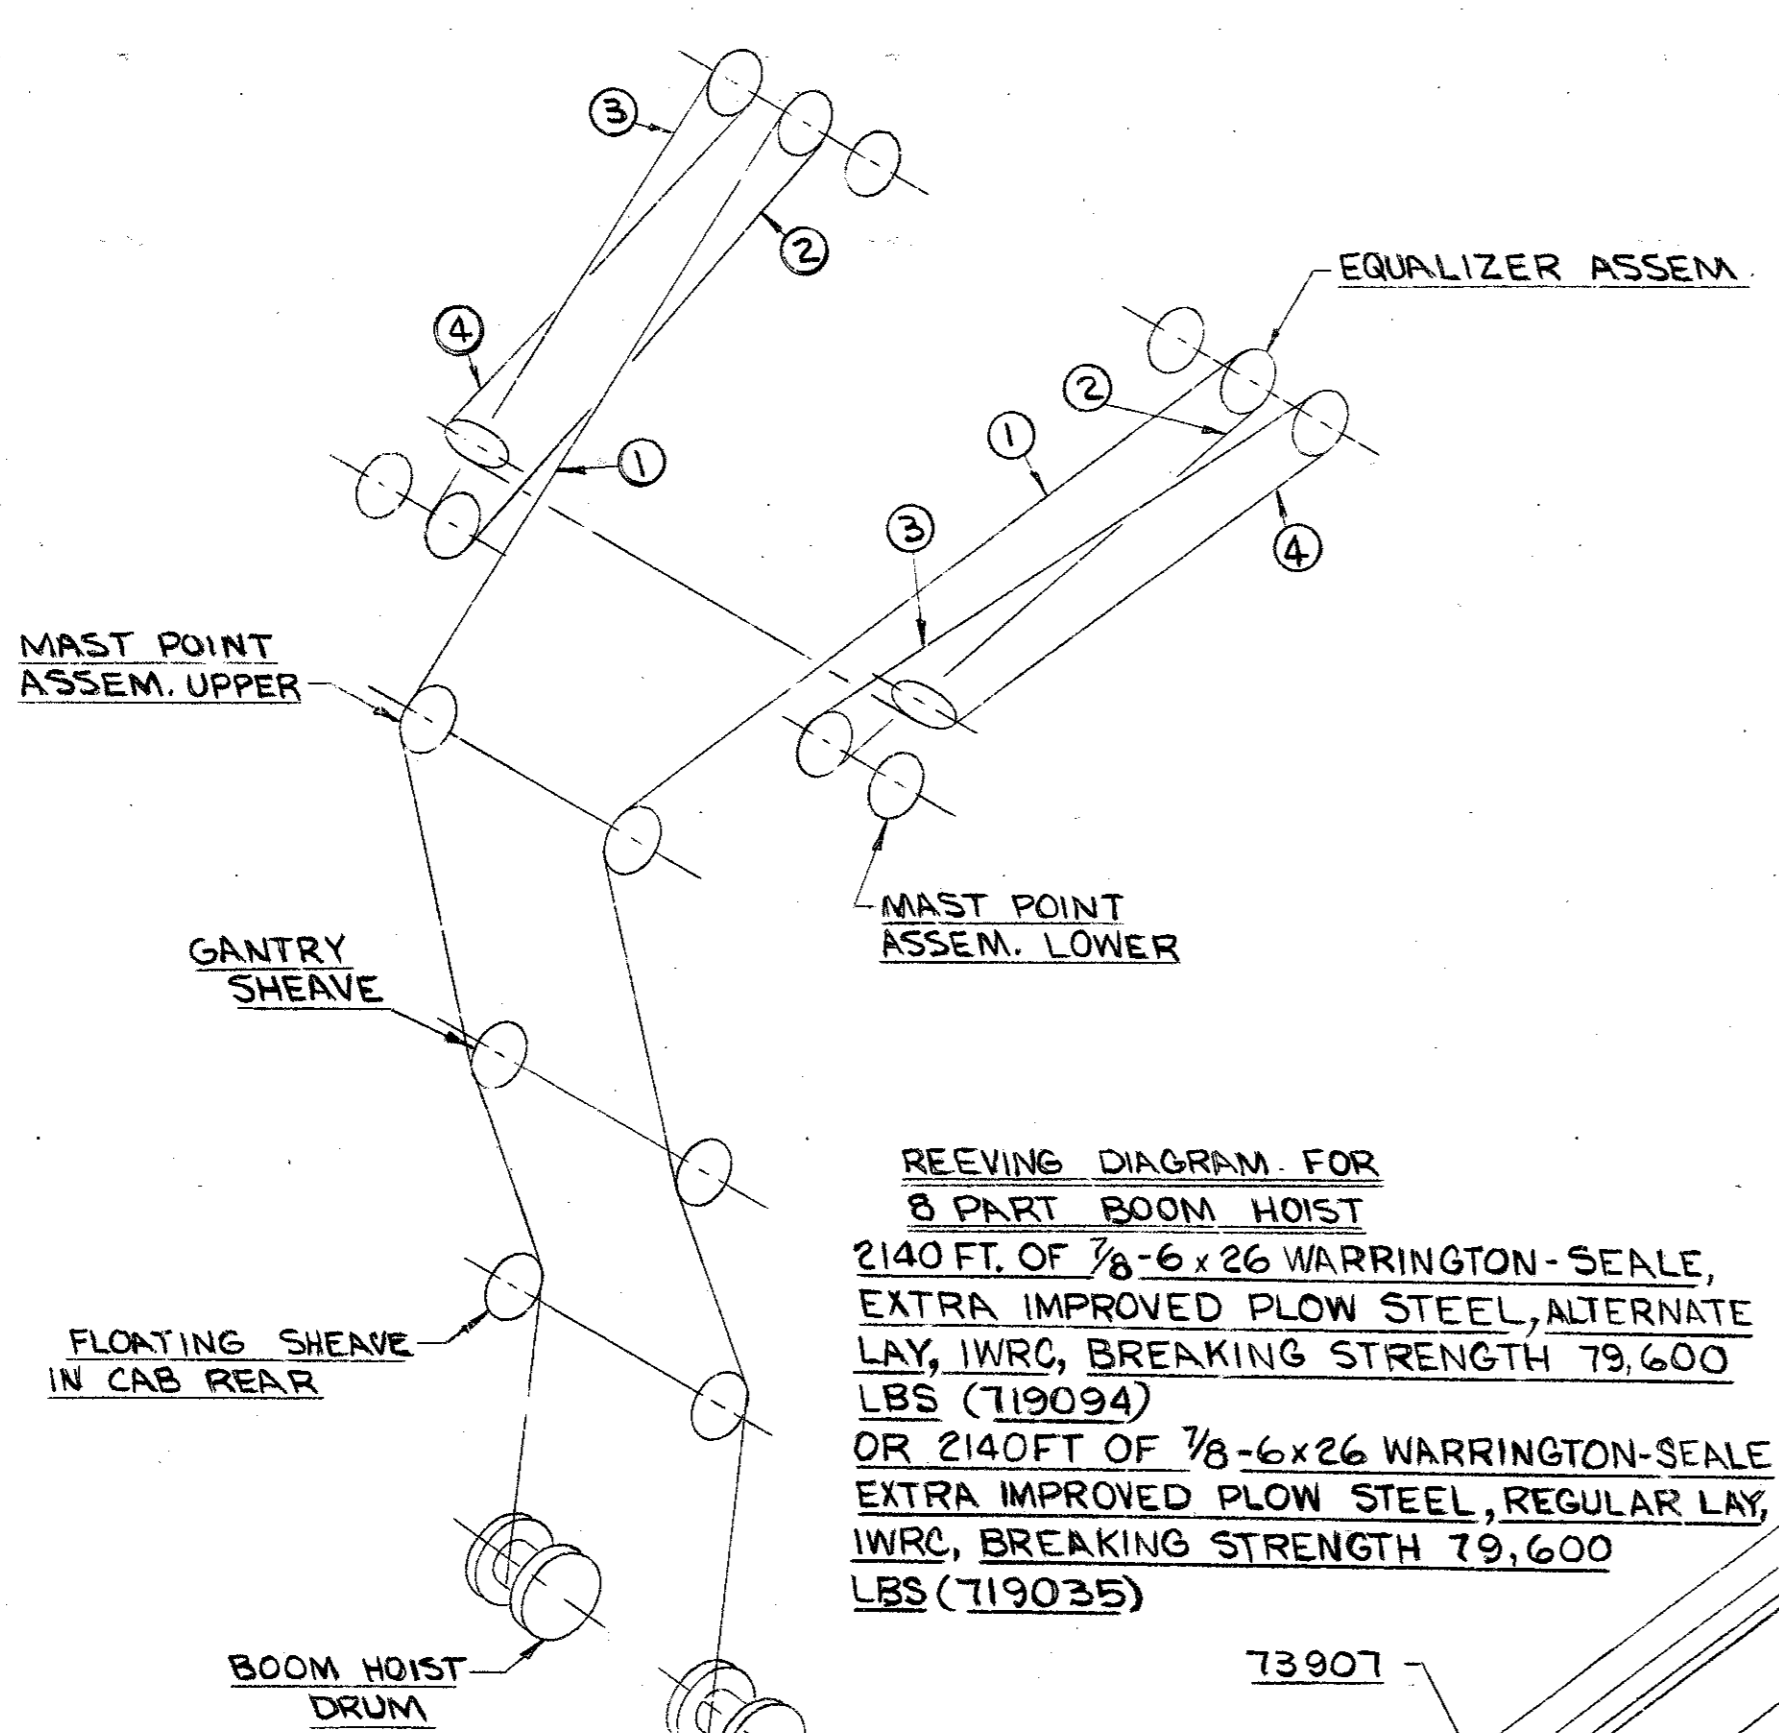 3
2
EQUALIZER ASSEM.
4
2
1
1
3
4
MAST POINT
ASSEM. UPPER
MAST POINT
ASSEM. LOWER
GANTRY
SHEAVE
REEVING DIAGRAM FOR
8 PART BOOM HOIST
2140 FT. OF 7/8-6x26 WARRINGTON-SEALE,
EXTRA IMPROVED PLOW STEEL, ALTERNATE
LAY, IWRC, BREAKING STRENGTH 79,600
LBS (719094)
OR 2140FT OF 7/8-6x26 WARRINGTON-SEALE
EXTRA IMPROVED PLOW STEEL, REGULAR LAY,
IWRC, BREAKING STRENGTH 79,600
LBS (719035)
FLOATING SHEAVE
IN CAB REAR
BOOM HOIST
DRUM
73907